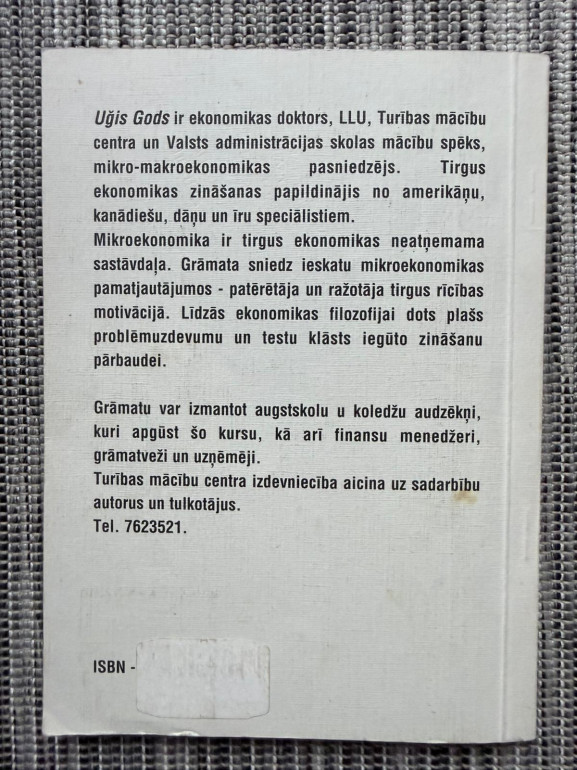 Uģis Gods ir ekonomikas doktors, LLU, Turības mācību
centra un Valsts administrācijas skolas mācību spēks,
mikro-makroekonomikas pasniedzējs. Tirgus
ekonomikas zināšanas papildinājis no amerikāņu,
kanādiešu, dāņu un īru speciālistiem.
Mikroekonomika ir tirgus ekonomikas neatņemama
sastāvdaļa. Grāmata sniedz ieskatu mikroekonomikas
pamatjautājumos - patērētāja un ražotāja tirgus rīcības
motivācijā. Līdzās ekonomikas filozofijai dots plašs
problēmuzdevumu un testu klāsts iegūto zināšanu
pārbaudei.
Grāmatu var izmantot augstskolu u koledžu audzēkņi,
kuri apgūst šo kursu, kā arī finansu menedžeri,
grāmatveži un uzņēmēji.
Turības mācību centra izdevniecība aicina uz sadarbību
autorus un tulkotājus.
Tel. 7623521.
ISBN -